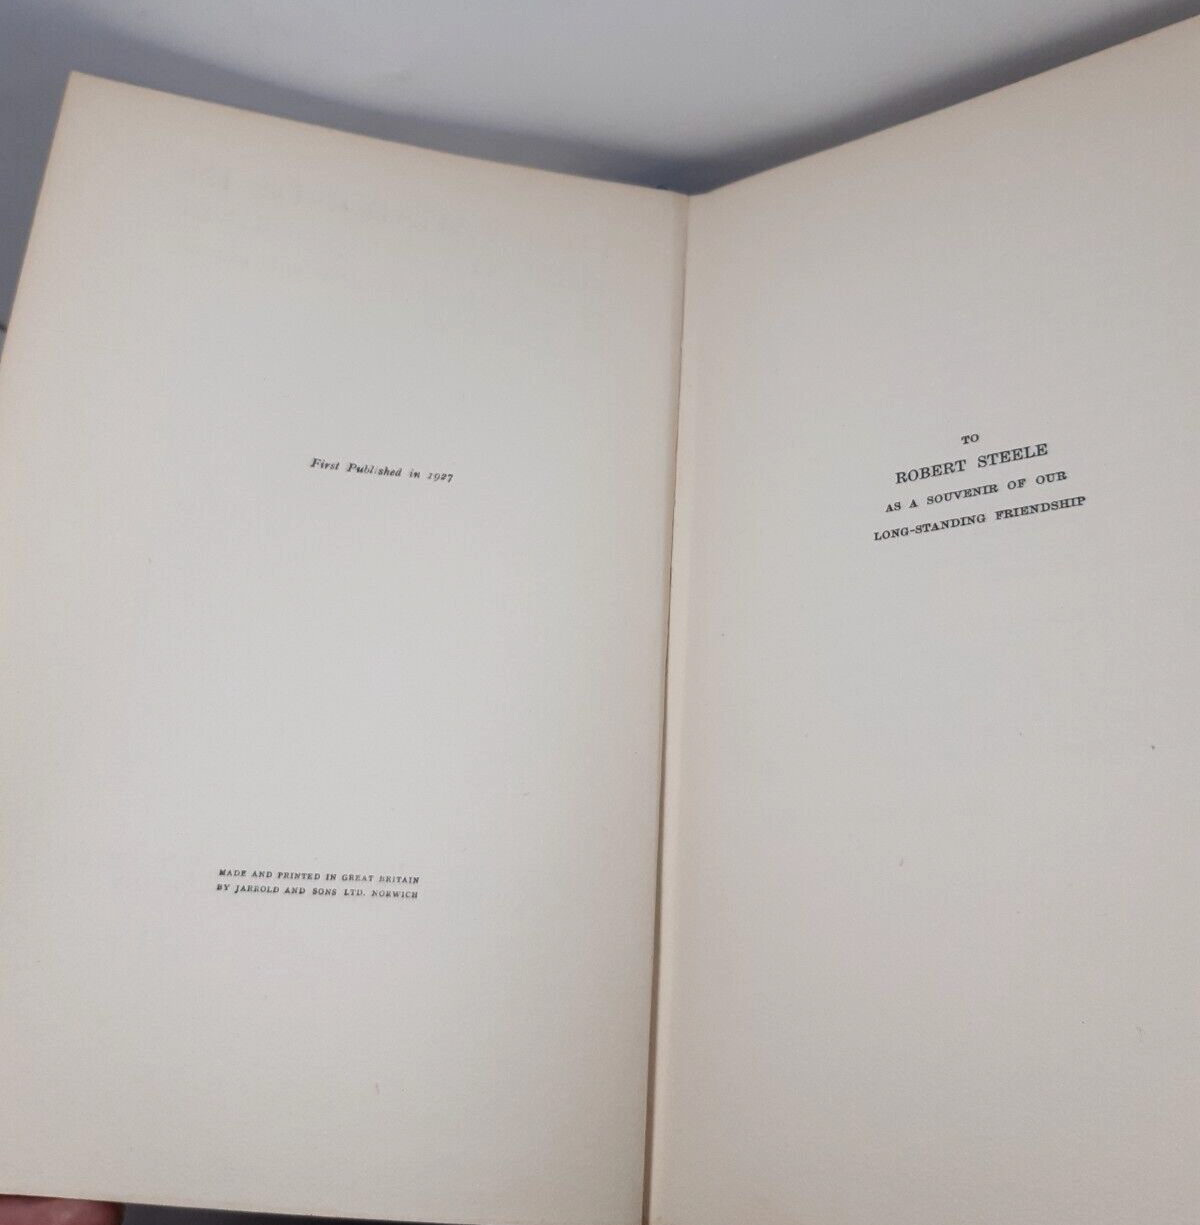 First Published in 1927
MADE AND PRINTED IN GREAT BRITAIN
BY JARROLD AND SONS LTD. NORWICH
TO
ROBERT STEELE
AS A SOUVENIR OF OUR
LONG-STANDING FRIENDSHIP